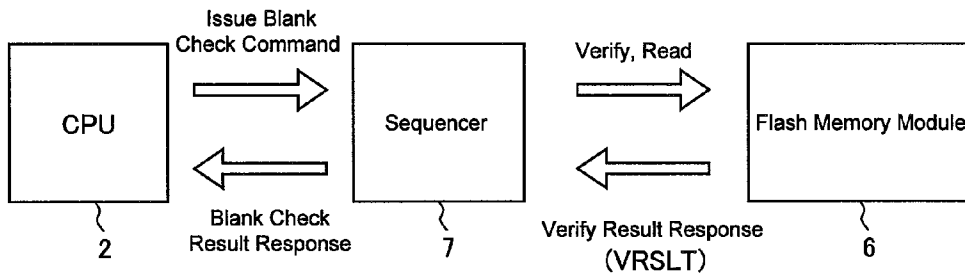 Issue Blank
Check Command
Verify, Read
CPU
Sequencer
Flash Memory Module
Blank Check
Result Response
Verify Result Response
(VRSLT)
2
7
6